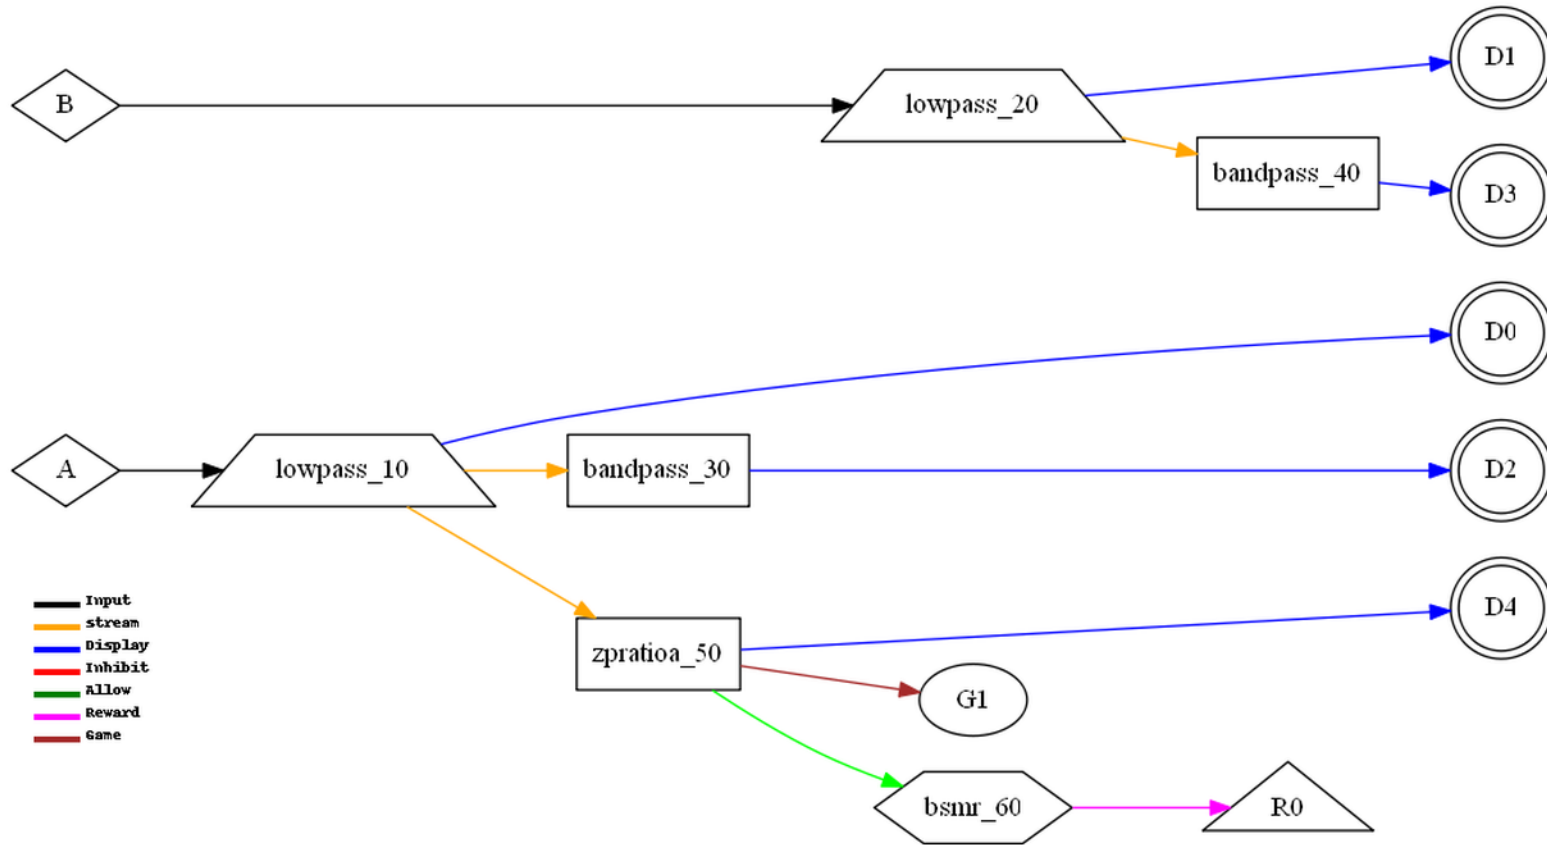 D1
B
lowpass_20
bandpass_40
D3
D0
A
lowpass_10
bandpass_30
D2
Input
stream
Display
Inhibit
Allow
Reward
Game
zpratioa_50
D4
G1
bsmr_60
R0